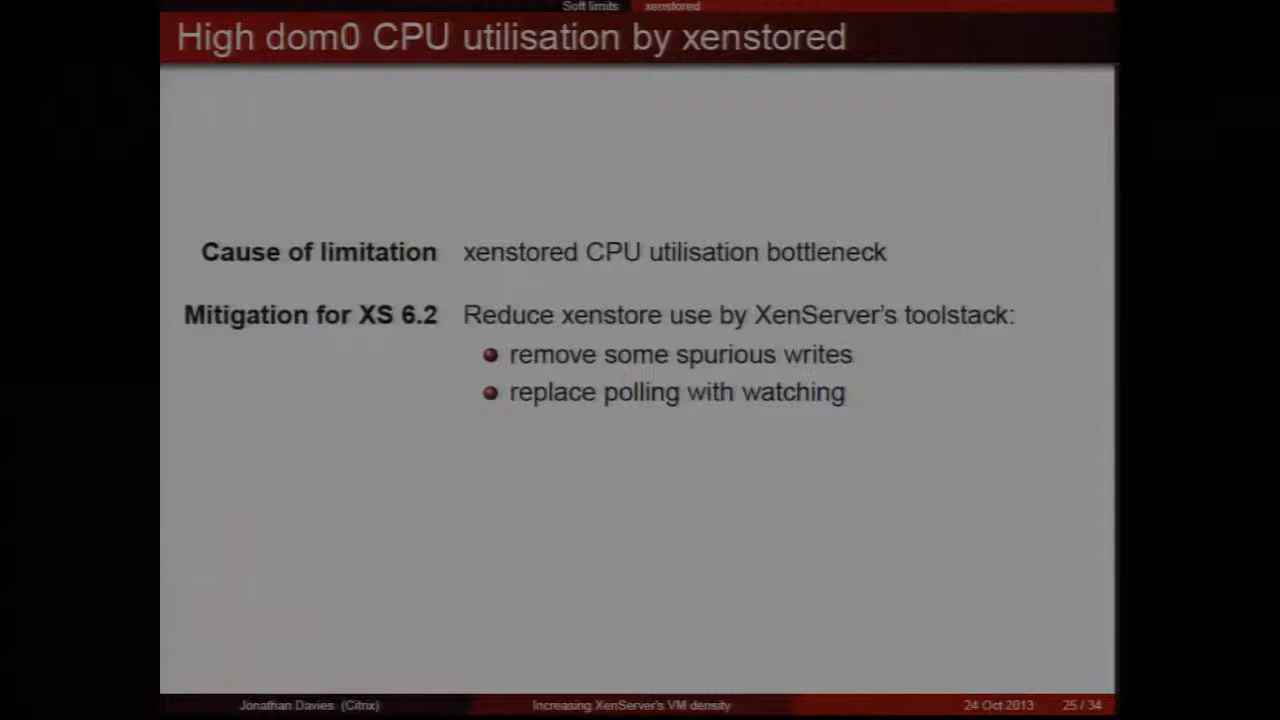 Soft limits xenstored
High dom0 CPU utilisation by xenstored
Cause of limitation xenstored CPU utilisation bottleneck
Mitigation for XS 6.2 Reduce xenstore use by XenServer's toolstack:
remove some spurious writes
replace polling with watching
Jonathan Davies (Citrix) Increasing XenServer's VM density 24 Oct 2013 25 / 34